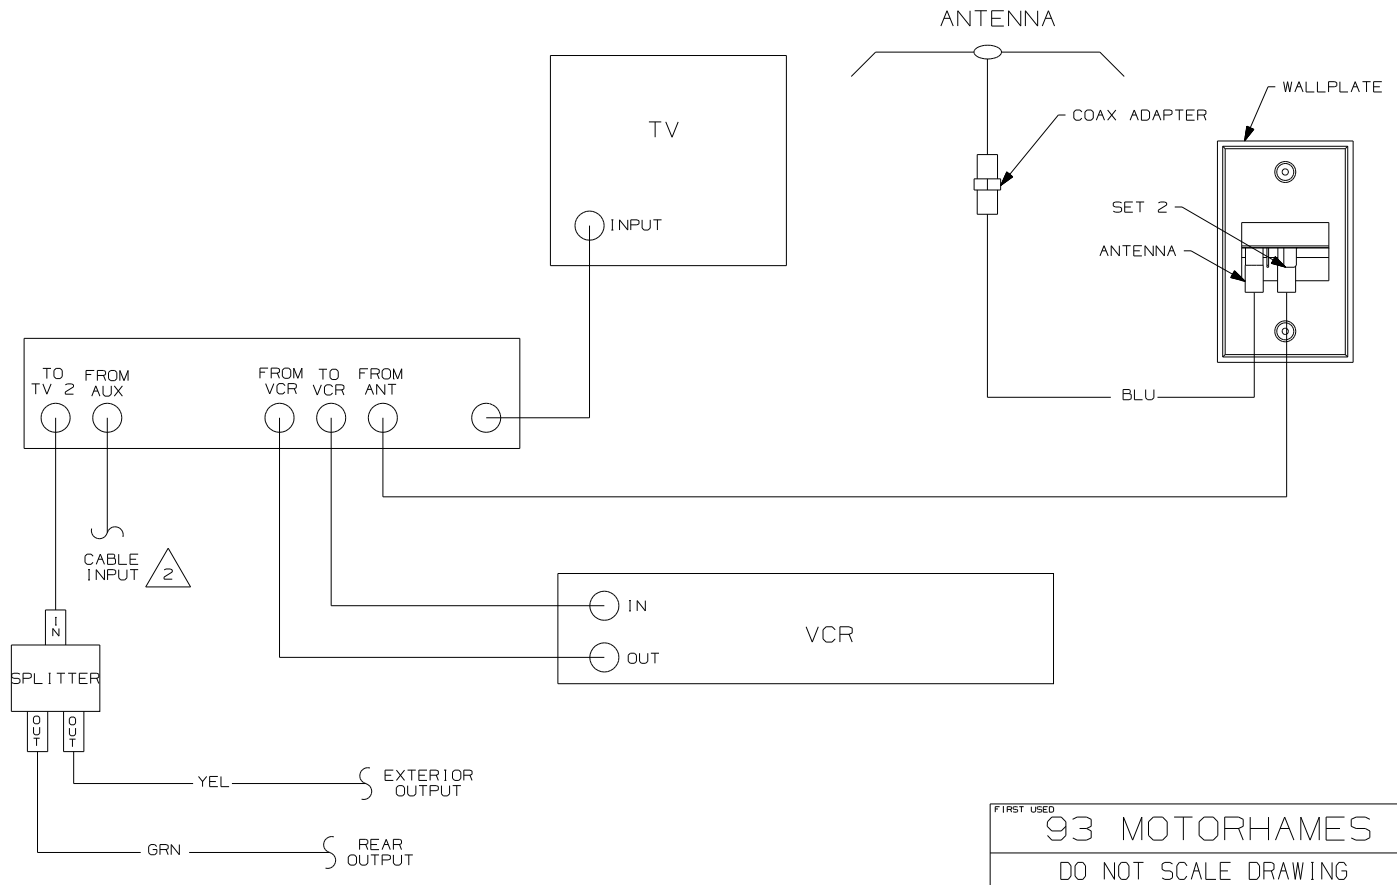 ANTENNA
WALLPLATE
COAX ADAPTER
TV
SET 2
INPUT
ANTENNA
TO
TV 2
FROM
AUX
FROM
VCR
TO
VCR
FROM
ANT
BLU
CABLE
INPUT
2
IN
IN
VCR
OUT
SPLITTER
OUT
OUT
YEL
EXTERIOR
OUTPUT
GRN
REAR
OUTPUT
FIRST USED
93 MOTORHAMES
DO NOT SCALE DRAWING